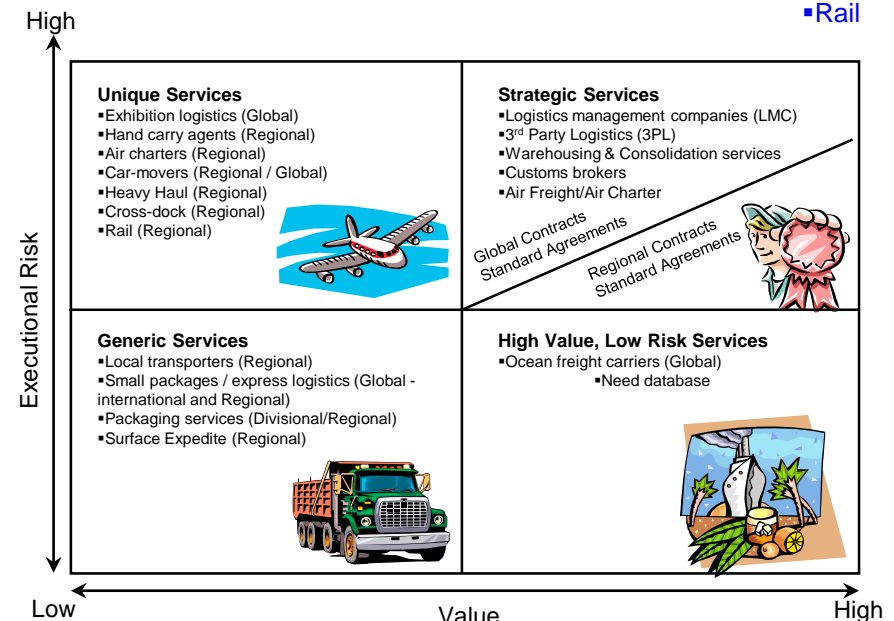 High
▪Rail
Unique Services
▪Exhibition logistics (Global)
▪Hand carry agents (Regional)
▪Air charters (Regional)
▪Car-movers (Regional / Global)
▪Heavy Haul (Regional)
▪Cross-dock (Regional)
▪Rail (Regional)
Strategic Services
▪Logistics management companies (LMC)
▪3rd Party Logistics (3PL)
▪Warehousing & Consolidation services
▪Customs brokers
▪Air Freight/Air Charter
Global Contracts
Standard Agreements
Regional Contracts
Standard Agreements
Executional Risk
Generic Services
▪Local transporters (Regional)
▪Small packages / express logistics (Global -
international and Regional)
▪Packaging services (Divisional/Regional)
▪Surface Expedite (Regional)
High Value, Low Risk Services
▪Ocean freight carriers (Global)
▪Need database
Low
Value
High